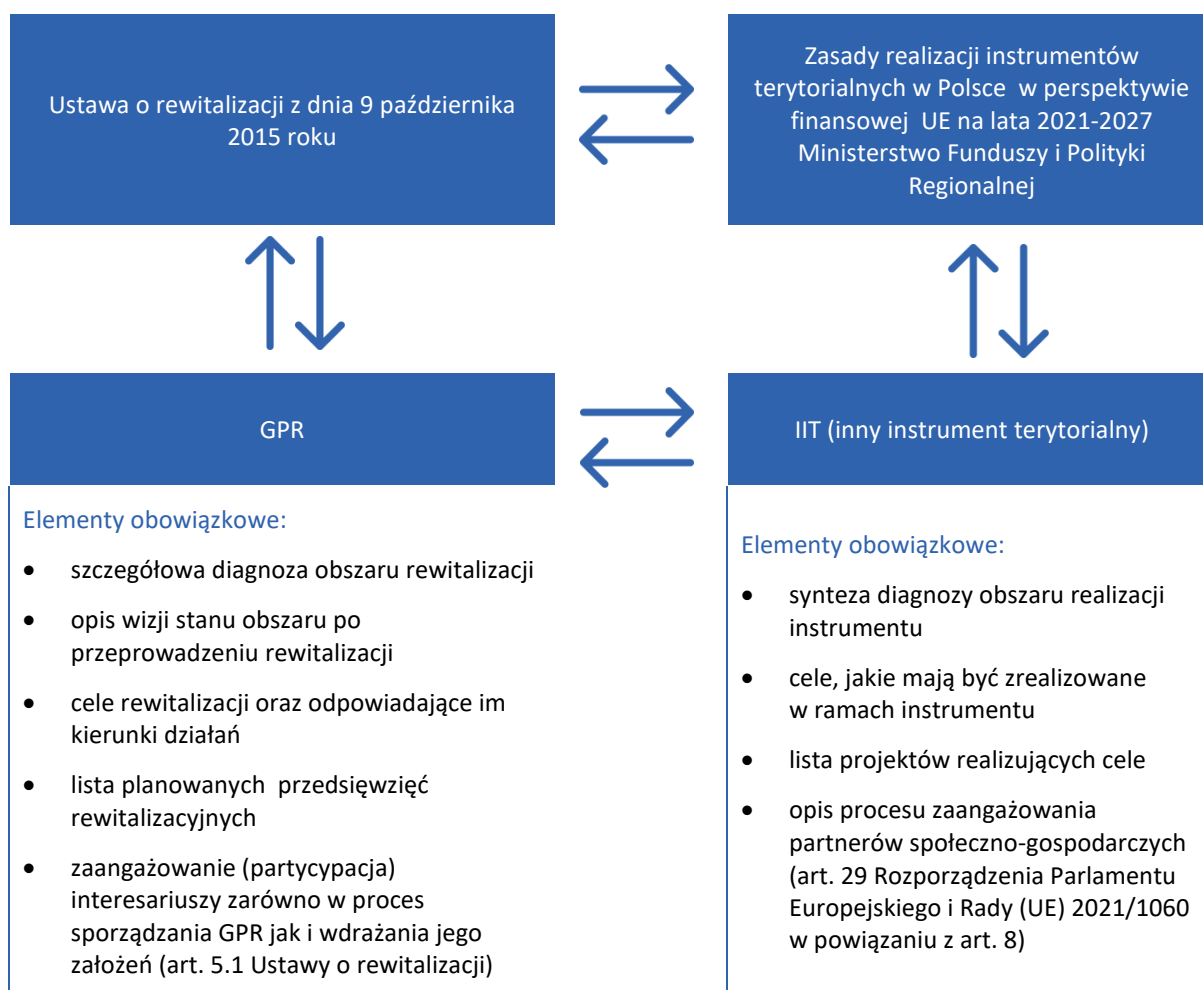 Ustawa o rewitalizacji z dnia 9 października
2015 roku
Zasady realizacji instrumentów
terytorialnych w Polsce w perspektywie
finansowej UE na lata 2021-2027
Ministerstwo Funduszy i Polityki
Regionalnej
GPR
IIT (inny instrument terytorialny)
Elementy obowiązkowe:
• szczegółowa diagnoza obszaru rewitalizacji
• opis wizji stanu obszaru po
przeprowadzeniu rewitalizacji
• cele rewitalizacji oraz odpowiadające im
kierunki działań
• lista planowanych przedsięwzięć
rewitalizacyjnych
• zaangażowanie (partycypacja)
interesariuszy zarówno w proces
sporządzania GPR jak i wdrażania jego
założeń (art. 5.1 Ustawy o rewitalizacji)
Elementy obowiązkowe:
• synteza diagnozy obszaru realizacji
instrumentu
• cele, jakie mają być zrealizowane
w ramach instrumentu
• lista projektów realizujących cele
• opis procesu zaangażowania
partnerów społeczno-gospodarczych
(art. 29 Rozporządzenia Parlamentu
Europejskiego i Rady (UE) 2021/1060
w powiązaniu z art. 8)